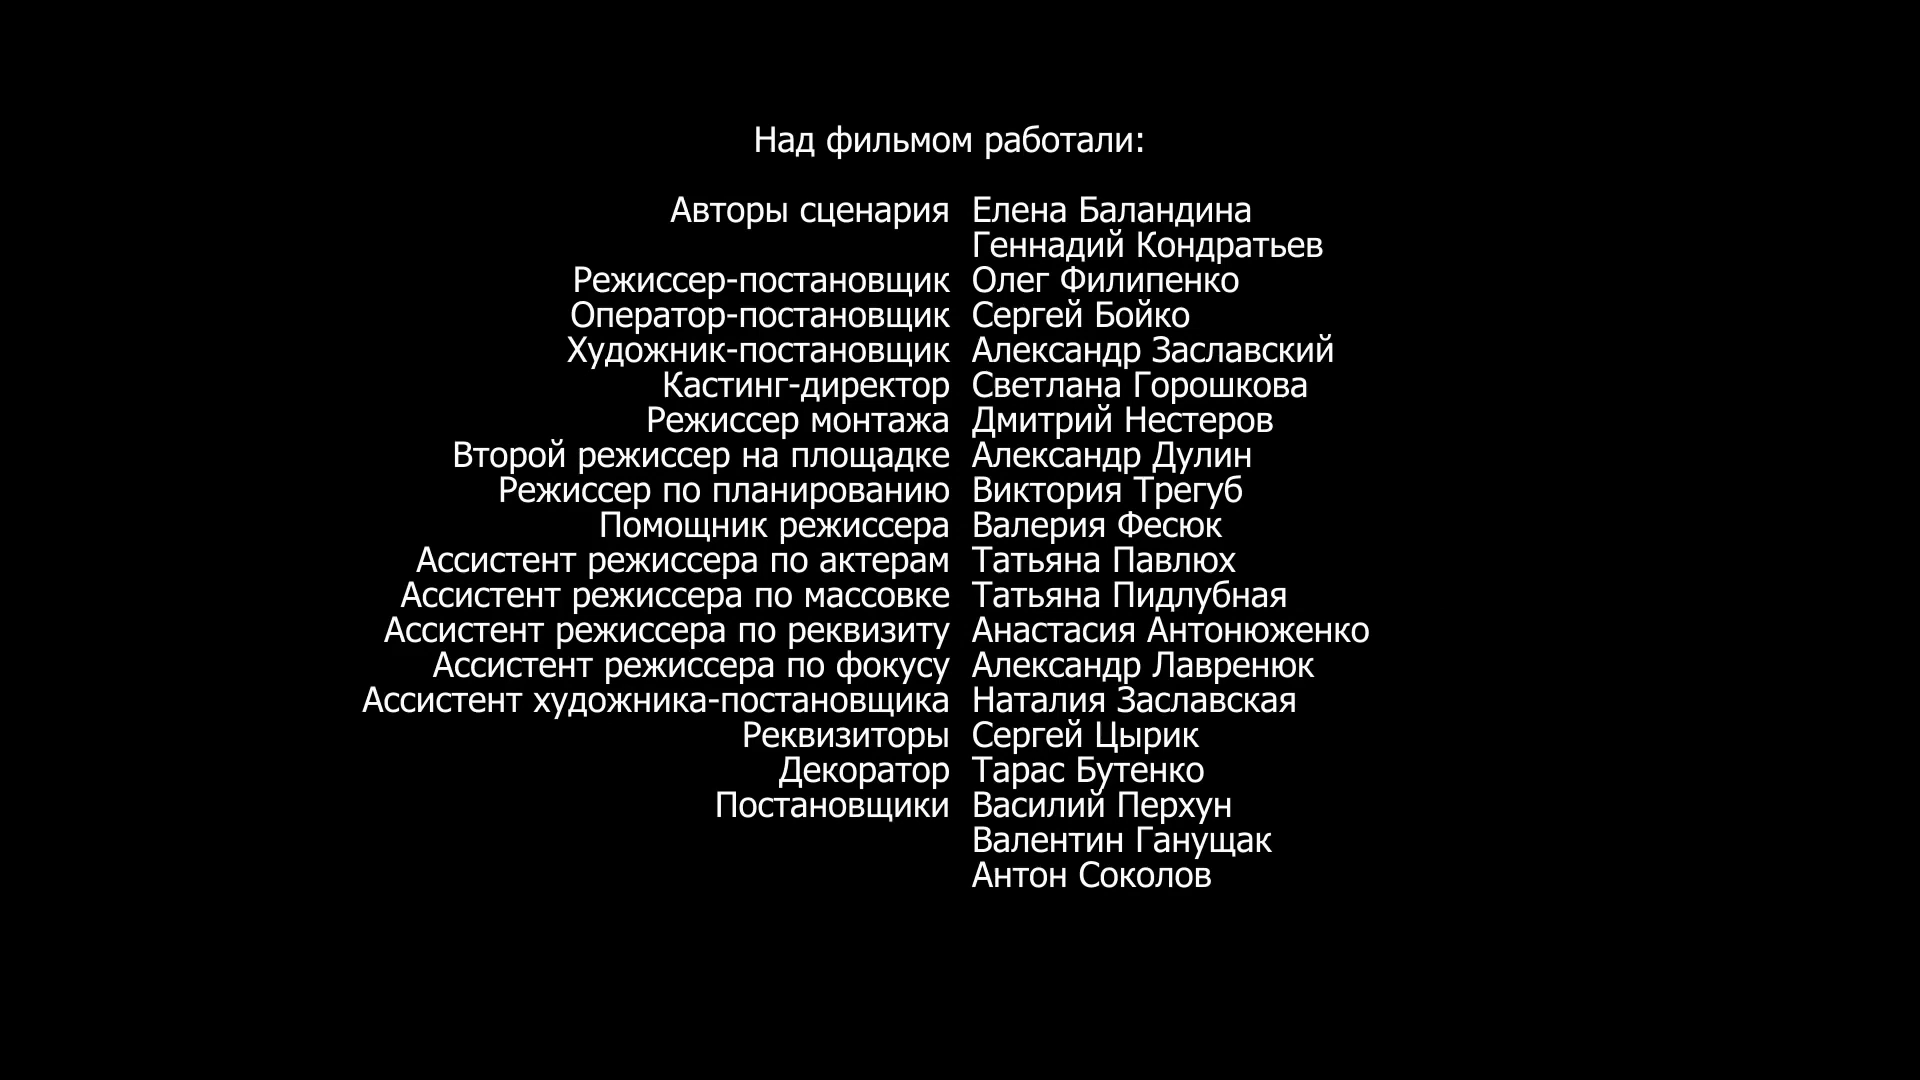 Над фильмом работали:
Авторы сценария Елена Баландина
Геннадий Кондратьев
Режиссер-постановщик Олег Филипенко
Оператор-постановщик Сергей Бойко
Художник-постановщик Александр Заславский
Кастинг-директор Светлана Горошкова
Режиссер монтажа Дмитрий Нестеров
Второй режиссер на площадке Александр Дулин
Режиссер по планированию Виктория Трегуб
Помощник режиссера Валерия Фесюк
Ассистент режиссера по актерам Татьяна Павлюх
Ассистент режиссера по массовке Татьяна Пидлубная
Ассистент режиссера по реквизиту Анастасия Антонюженко
Ассистент режиссера по фокусу Александр Лавренюк
Ассистент художника-постановщика Наталия Заславская
Реквизиторы Сергей Цырик
Декоратор Тарас Бутенко
Постановщики Василий Перхун
Валентин Ганущак
Антон Соколов